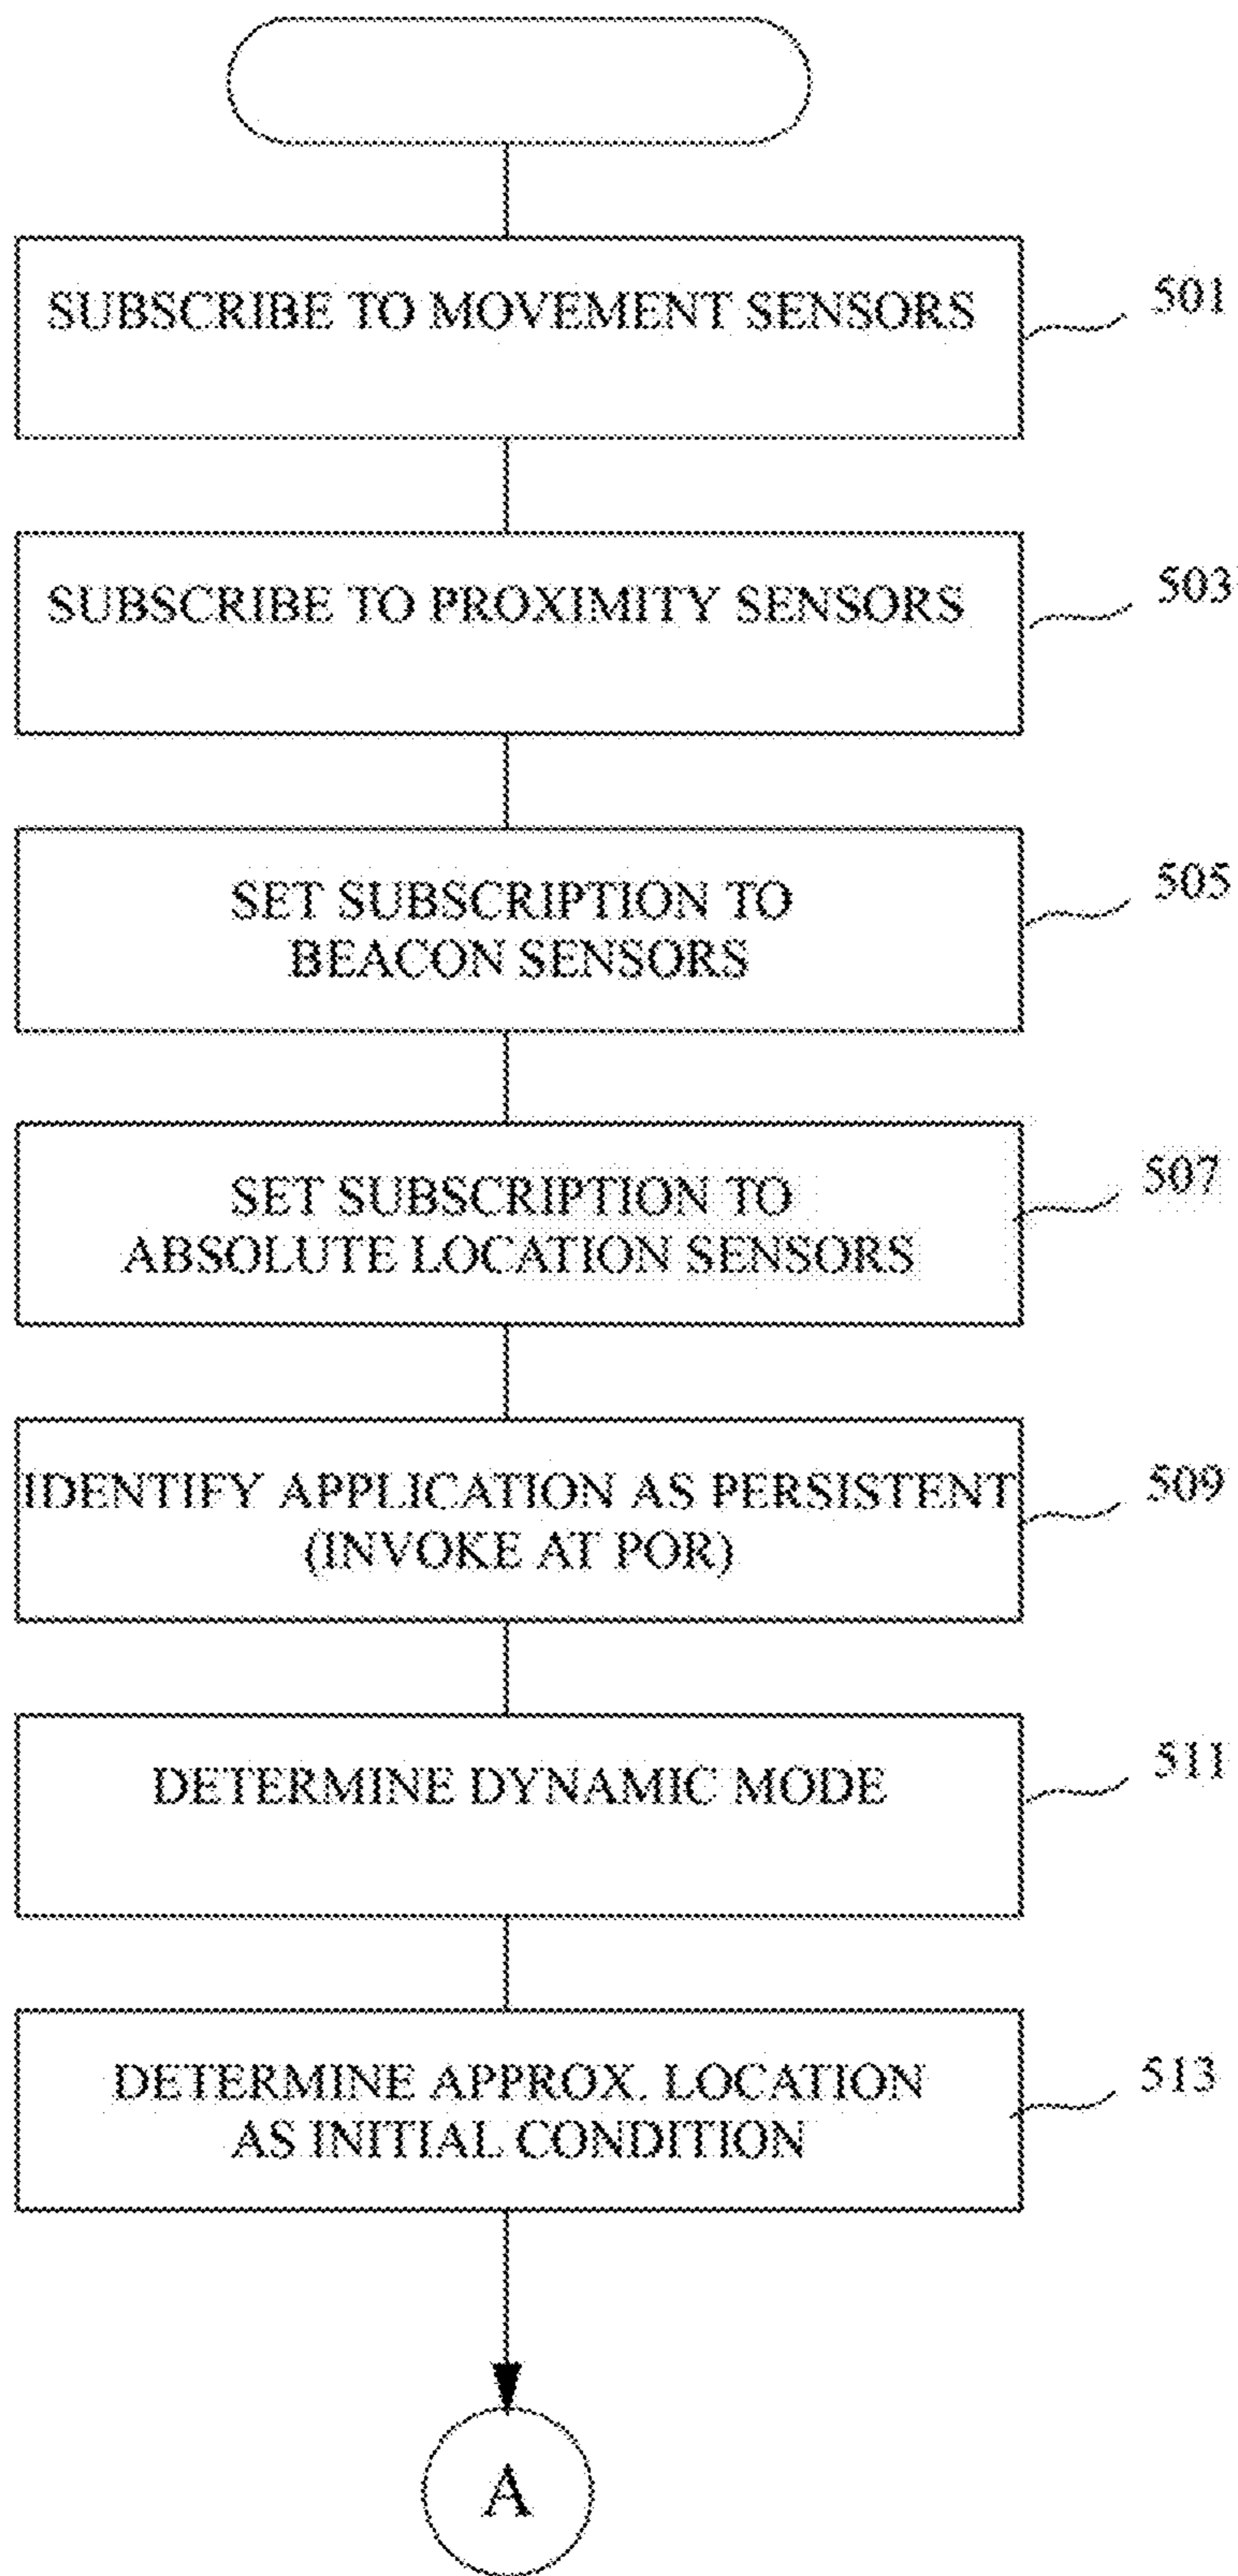 SUBSCRIBE TO MOVEMENT SENSORS
501
SUBSCRIBE TO PROXIMITY SENSORS
503
SET SUBSCRIPTION TO
BEACON SENSORS
505
SET SUBSCRIPTION TO
ABSOLUTE LOCATION SENSORS
507
IDENTIFY APPLICATION AS PERSISTENT
(INVOKE AT POR)
509
DETERMINE DYNAMIC MODE
511
DETERMINE APPROX. LOCATION
AS INITIAL CONDITION
513
A